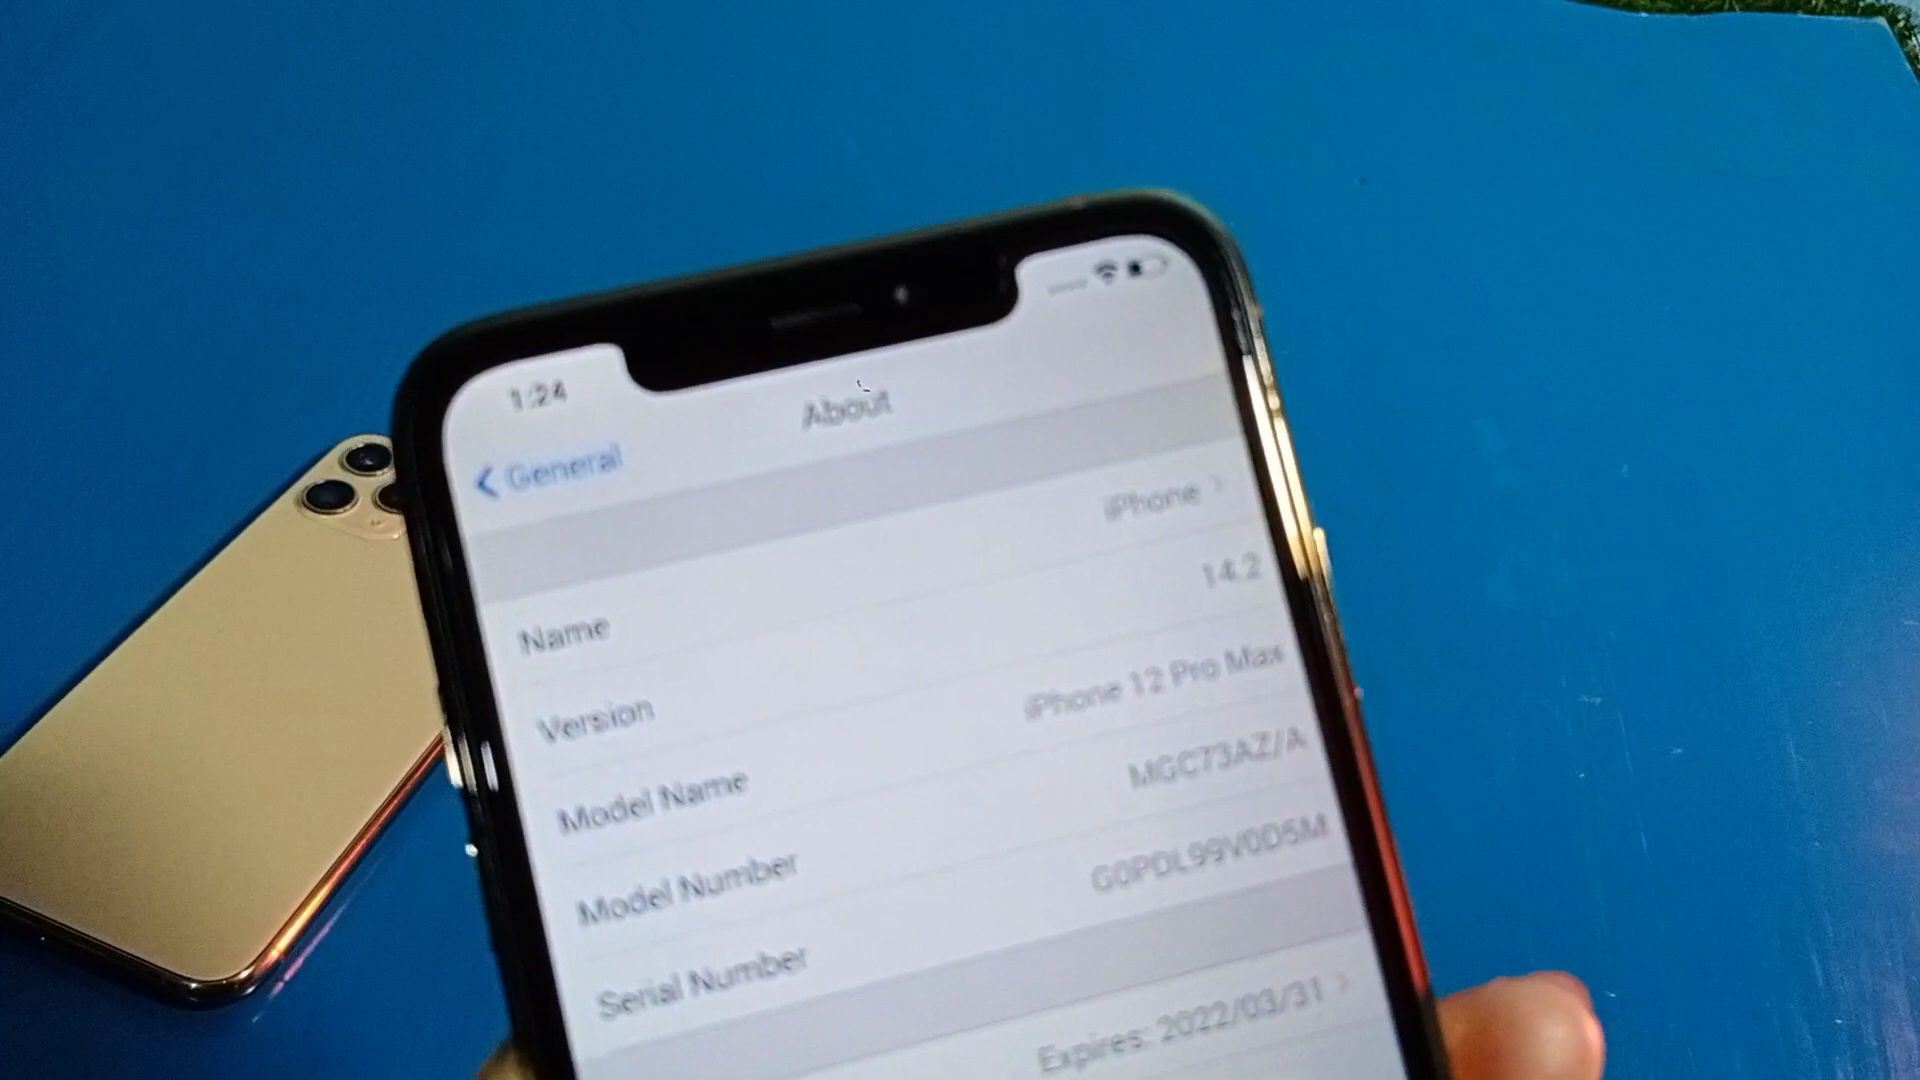 1:24
About
General
Name iPhone
Version 14.2
Model Name iPhone 12 Pro Max
Model Number MGC73AZ/A
Serial Number G0PDL99V0D5M
Expires: 2022/03/31